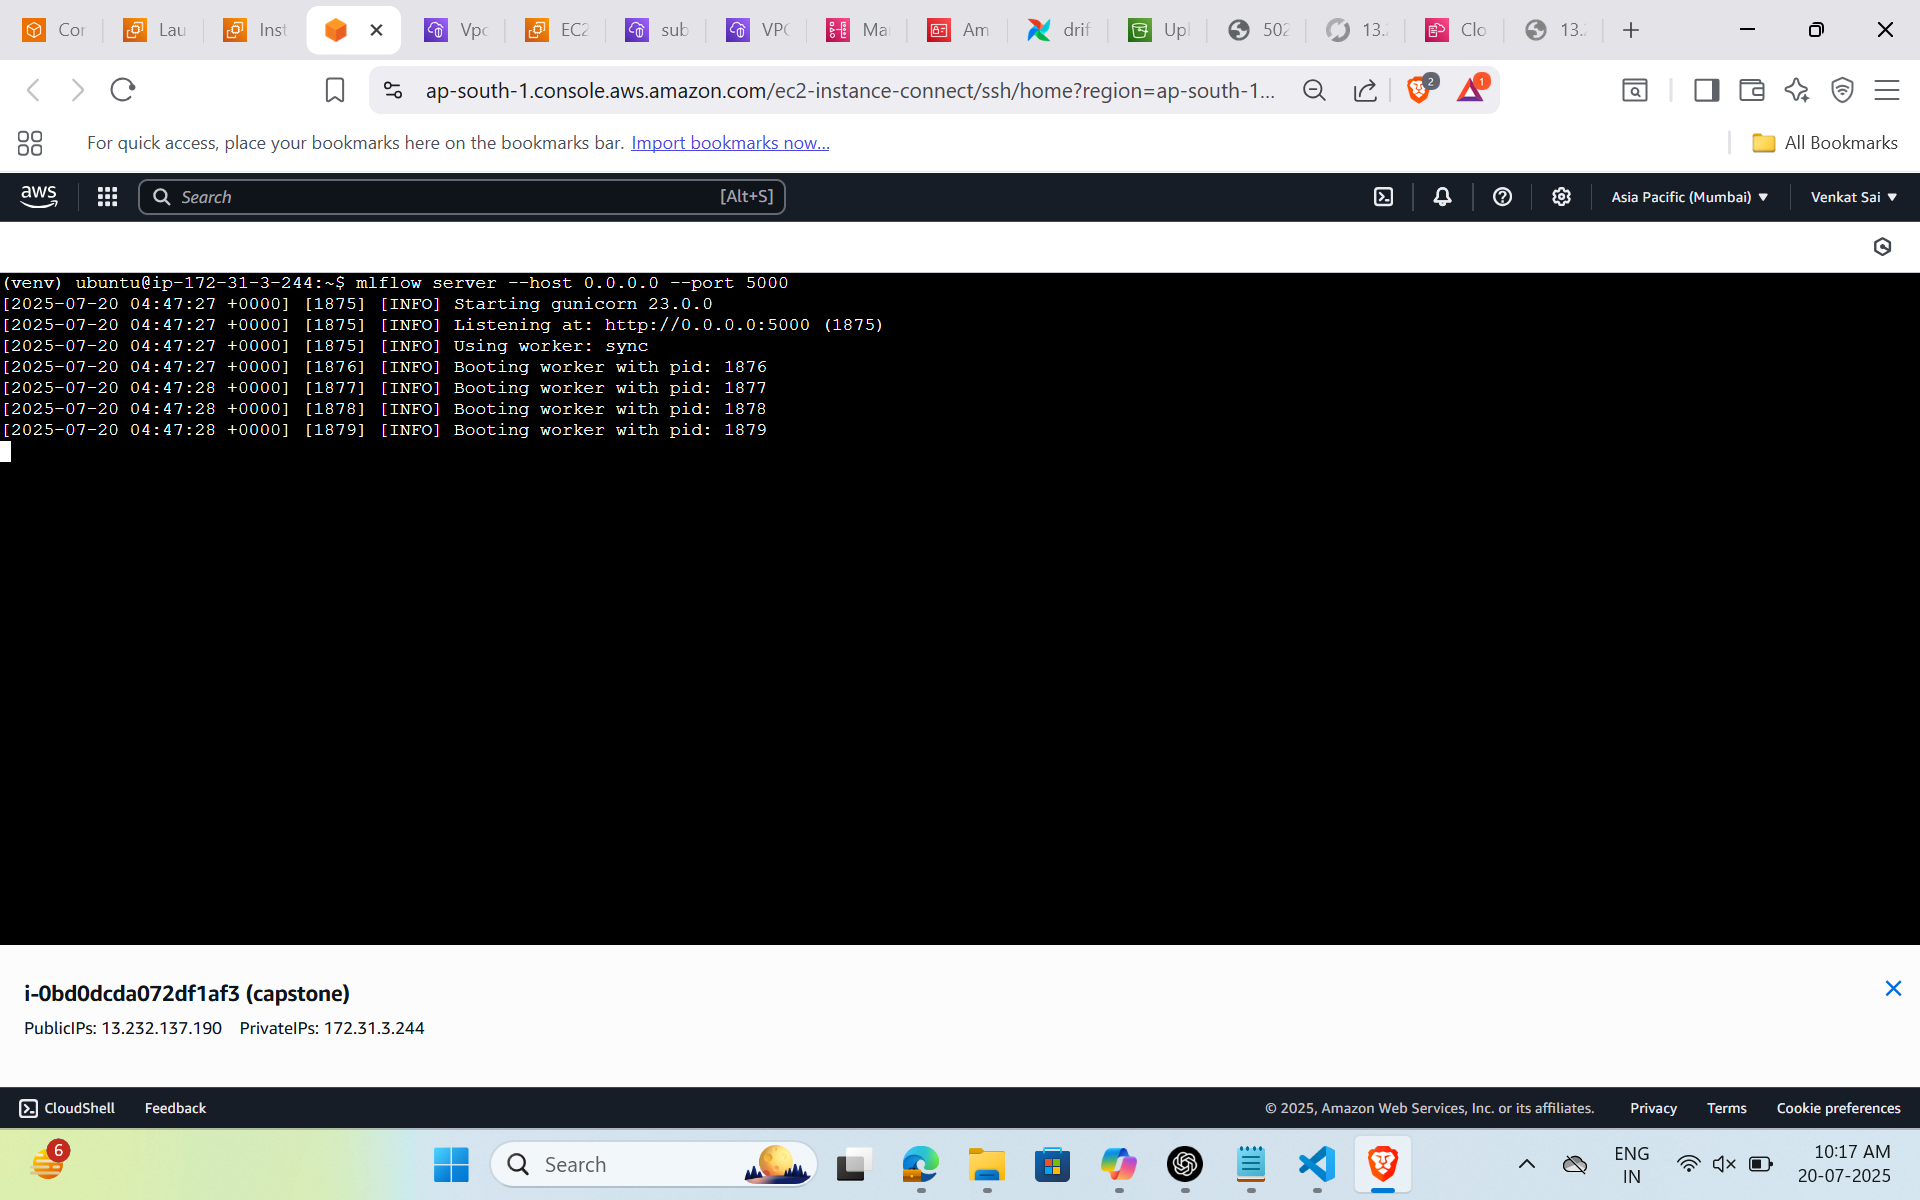 Cor
Lau
Inst
Vpc
EC2
sub
VPC
Ma
Am
drif
Upl
502
13.2
Clo
13.2
ap-south-1.console.aws.amazon.com/ec2-instance-connect/ssh/home?region=ap-south-1...
2
1
For quick access, place your bookmarks here on the bookmarks bar. Import bookmarks now...
All Bookmarks
aws
Search
[Alt+S]
Asia Pacific (Mumbai)
Venkat Sai
(venv) ubuntu@ip-172-31-3-244:~$ mlflow server --host 0.0.0.0 --port 5000
[2025-07-20 04:47:27 +0000] [1875] [INFO] Starting gunicorn 23.0.0
[2025-07-20 04:47:27 +0000] [1875] [INFO] Listening at: http://0.0.0.0:5000 (1875)
[2025-07-20 04:47:27 +0000] [1875] [INFO] Using worker: sync
[2025-07-20 04:47:27 +0000] [1876] [INFO] Booting worker with pid: 1876
[2025-07-20 04:47:28 +0000] [1877] [INFO] Booting worker with pid: 1877
[2025-07-20 04:47:28 +0000] [1878] [INFO] Booting worker with pid: 1878
[2025-07-20 04:47:28 +0000] [1879] [INFO] Booting worker with pid: 1879
i-0bd0dcda072df1af3 (capstone)
PublicIPs: 13.232.137.190 PrivateIPs: 172.31.3.244
CloudShell
Feedback
© 2025, Amazon Web Services, Inc. or its affiliates.
Privacy
Terms
Cookie preferences
6
Search
ENG
IN
10:17 AM
20-07-2025